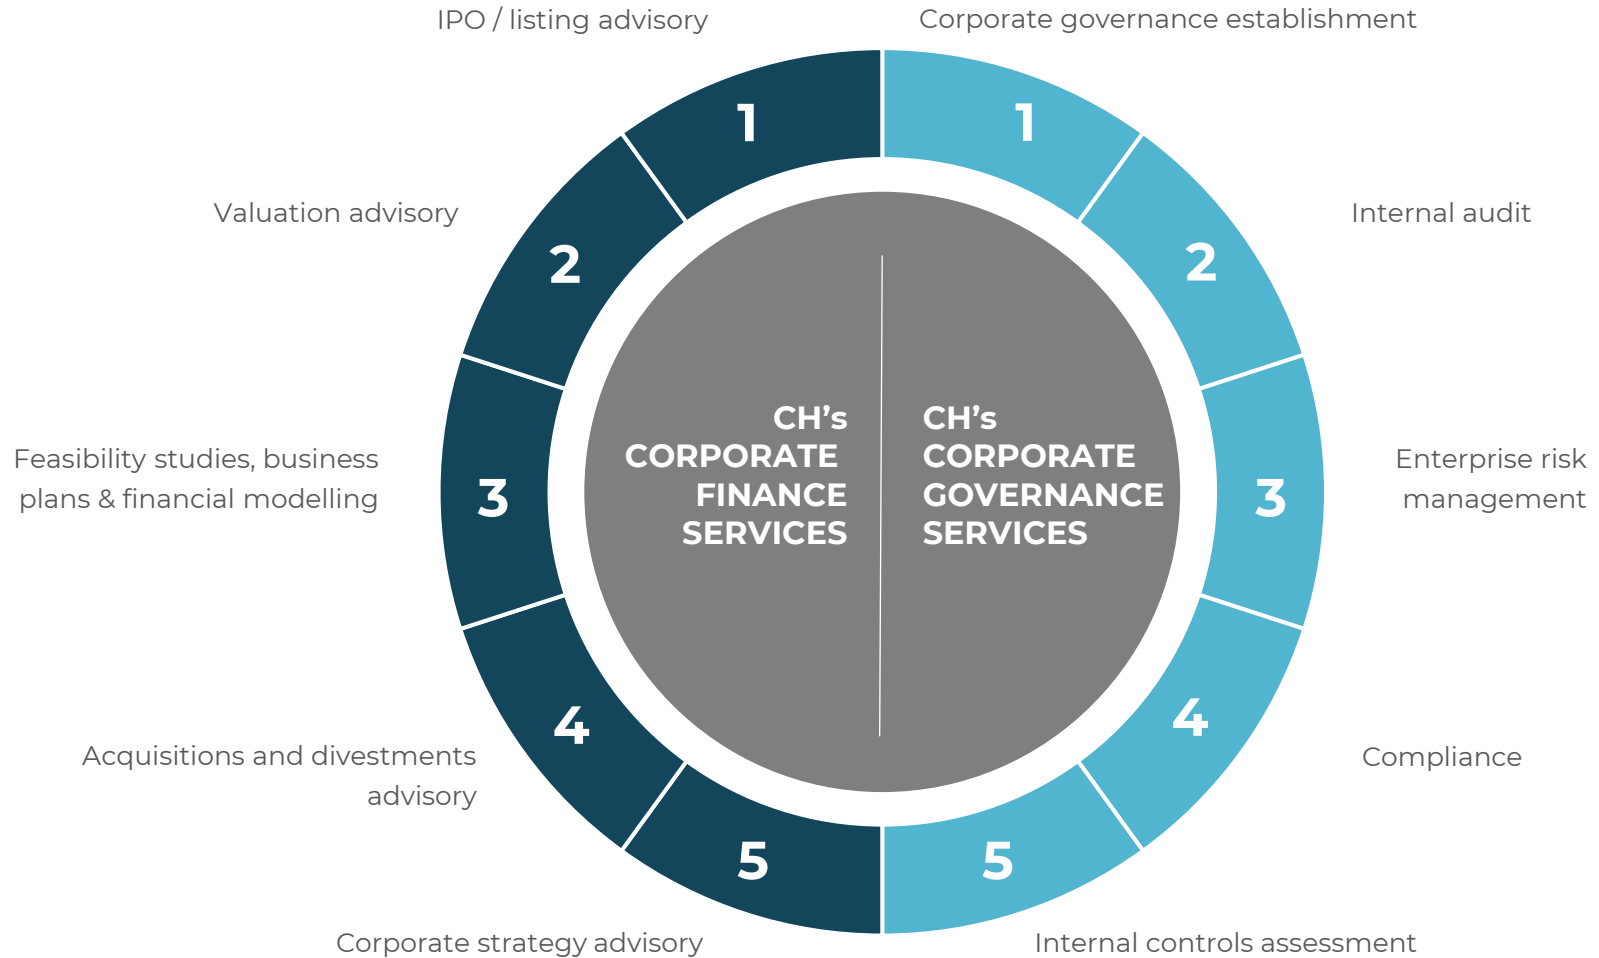 IPO / listing advisory
Corporate governance establishment
1
1
Valuation advisory
Internal audit
2
2
CH’s
CORPORATE
FINANCE
SERVICES
CH’s
CORPORATE
GOVERNANCE
SERVICES
Feasibility studies, business
plans & financial modelling
3
3
Enterprise risk
management
4
4
Acquisitions and divestments
advisory
Compliance
5
5
Corporate strategy advisory
Internal controls assessment